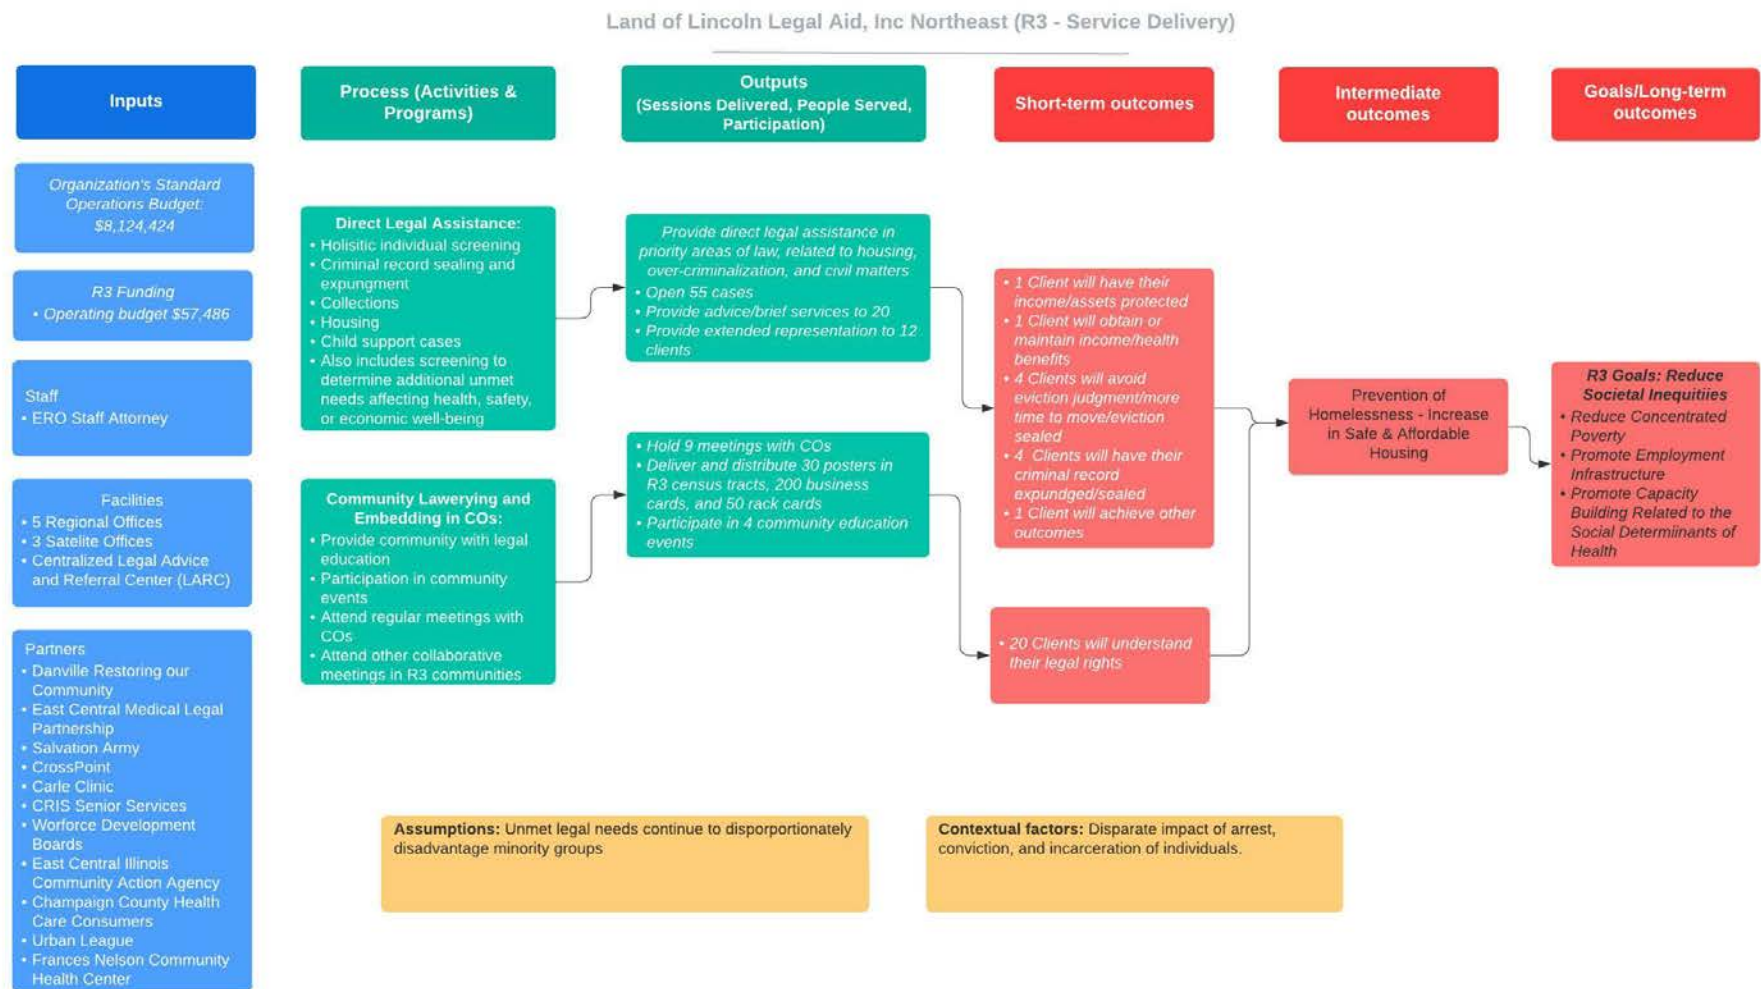 Land of Lincoln Legal Aid, Inc Northeast (R3 - Service Delivery)
Inputs
Process (Activities &
Programs)
Outputs
(Sessions Delivered, People Served,
Participation)
Short-term outcomes
Intermediate
outcomes
Goals/Long-term
outcomes
Organization's Standard
Operations Budget:
$8,124,424
R3 Funding
• Operating budget $57,486
Staff
• ERO Staff Attorney
Facilities
• 5 Regional Offices
• 3 Satelite Offices
• Centralized Legal Advice
and Referral Center (LARC)
Partners
• Danville Restoring our
Community
• East Central Medical Legal
Partnership
• Salvation Army
• CrossPoint
• Carle Clinic
• CRIS Senior Services
• Worforce Development
Boards
• East Central Illinois
Community Action Agency
• Champaign County Health
Care Consumers
• Urban League
• Frances Nelson Community
Health Center
Direct Legal Assistance:
• Holisitic individual screening
• Criminal record sealing and
expungment
• Collections
• Housing
• Child support cases
• Also includes screening to
determine additional unmet
needs affecting health, safety,
or economic well-being
Community Lawerying and
Embedding in COs:
• Provide community with legal
education
• Participation in community
events
• Attend regular meetings with
COs
• Attend other collaborative
meetings in R3 communities
Provide direct legal assistance in
priority areas of law, related to housing,
over-criminalization, and civil matters
• Open 55 cases
• Provide advice/brief services to 20
• Provide extended representation to 12
clients
• Hold 9 meetings with COs
• Deliver and distribute 30 posters in
R3 census tracts, 200 business
cards, and 50 rack cards
• Participate in 4 community education
events
• 1 Client will have their
income/assets protected
• 1 Client will obtain or
maintain income/health
benefits
• 4 Clients will avoid
eviction judgment/more
time to move/eviction
sealed
• 4 Clients will have their
criminal record
expundged/sealed
• 1 Client will achieve other
outcomes
• 20 Clients will understand
their legal rights
Prevention of
Homelessness - Increase
in Safe & Affordable
Housing
R3 Goals: Reduce
Societal Inequitiies
• Reduce Concentrated
Poverty
• Promote Employment
Infrastructure
• Promote Capacity
Building Related to the
Social Determiinants of
Health
Assumptions: Unmet legal needs continue to disporportionately
disadvantage minority groups
Contextual factors: Disparate impact of arrest,
conviction, and incarceration of individuals.